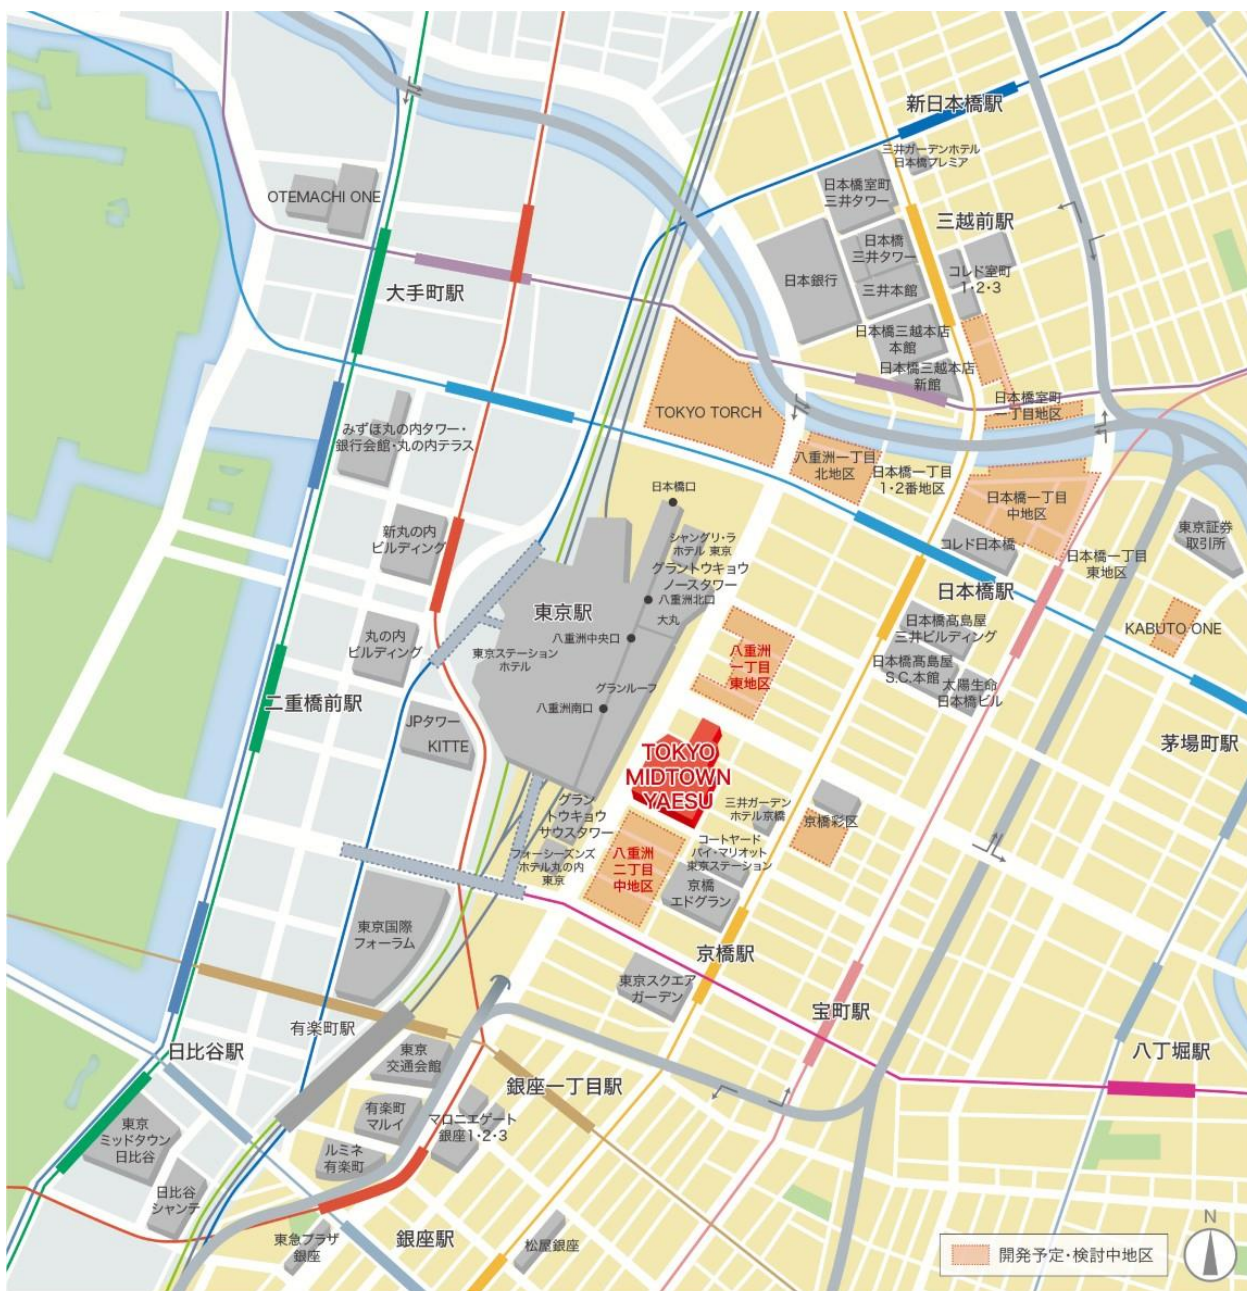 新日本橋駅
三井ガーデンホテル
日本橋プレミア
日本橋室町
三井タワー
OTEMACHI ONE
三越前駅
日本橋
三井タワー
コレド室町
1・2・3
日本銀行
三井本館
大手町駅
日本橋三越本店
本館
日本橋三越本店
新館
日本橋室町
一丁目地区
TOKYO TORCH
みずほ丸の内タワー・
銀行会館・丸の内テラス
八重洲一丁目
北地区
日本橋一丁目
1・2番地区
日本橋一丁目
中地区
日本橋口
東京証券
取引所
新丸の内
ビルディング
シャングリ・ラ
ホテル 東京
コレド日本橋
日本橋一丁目
東地区
グラントウキョウ
ノースタワー
日本橋駅
八重洲北口
東京駅
大丸
日本橋髙島屋
三井ビルディング
KABUTO ONE
丸の内
ビルディング
八重洲中央口
東京ステーション
ホテル
八重洲
一丁目
東地区
日本橋髙島屋
S.C.本館
太陽生命
日本橋ビル
グランルーフ
二重橋前駅
八重洲南口
JPタワー
KITTE
茅場町駅
TOKYO
MIDTOWN
YAESU
グラン
トウキョウ
サウスタワー
三井ガーデン
ホテル京橋
京橋彩区
フォーシーズンズ
ホテル丸の内
東京
八重洲
二丁目
中地区
コートヤード
バイ・マリオット
東京ステーション
京橋
エドグラン
東京国際
フォーラム
京橋駅
東京スクエア
ガーデン
宝町駅
有楽町駅
日比谷駅
東京
交通会館
八丁堀駅
銀座一丁目駅
有楽町
マルイ
マロニエゲート
銀座1・2・3
東京
ミッドタウン
日比谷
ルミネ
有楽町
日比谷
シャンテ
東急プラザ
銀座
銀座駅
松屋銀座
N
開発予定・検討中地区